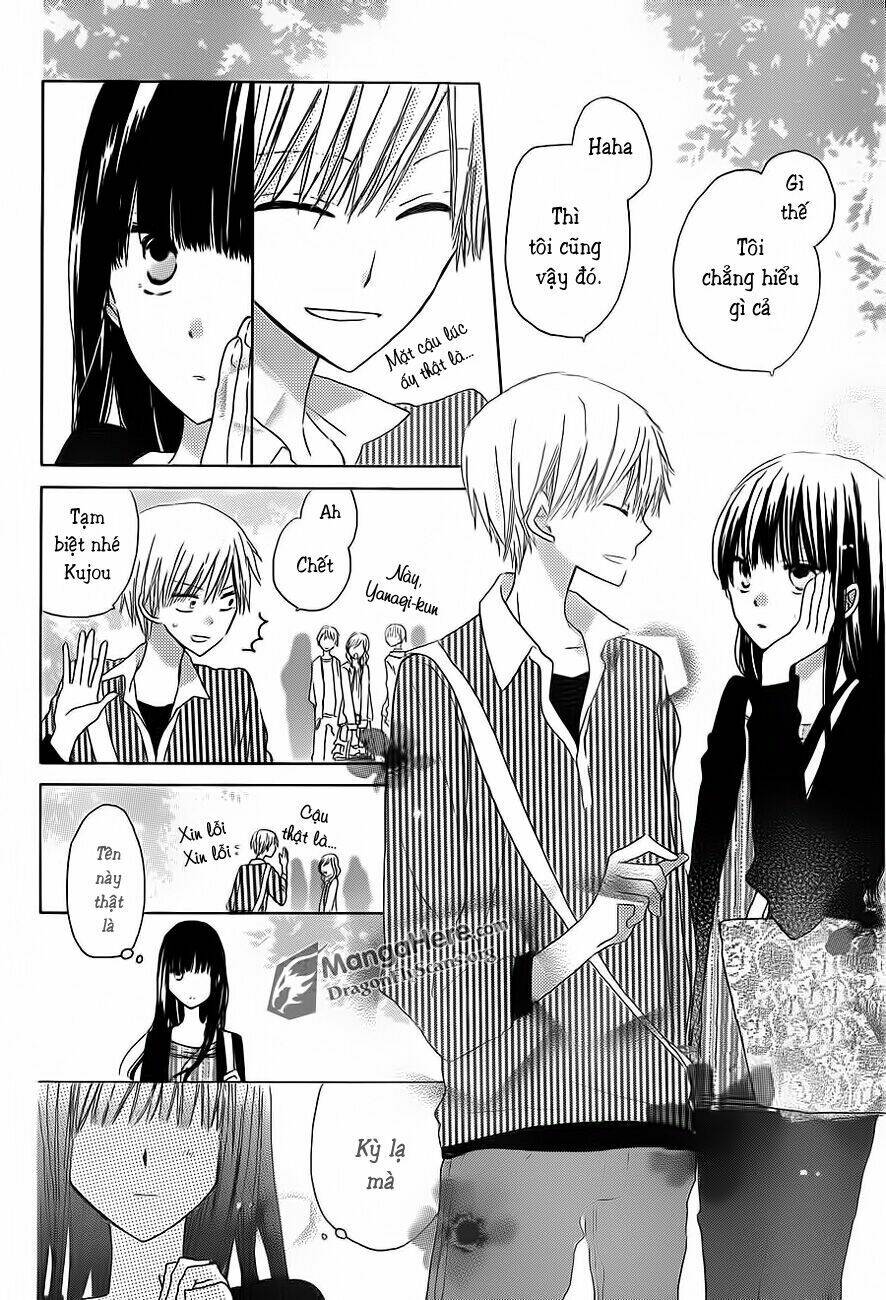 Gì
thế
Tôi
chẳng hiểu
gì cả
Haha
Thì
tôi cũng
vậy đó.
Mặt cậu lúc
ấy thật là...
Này,
Yanagi-kun
Ah
Chết
Tạm
biệt nhé
Kujou
Cậu
thật là...
Xin lỗi
Xin lỗi
Tên
này
thật
là
MangaHere.com
DragonFlyScans.org
Kỳ lạ
mà